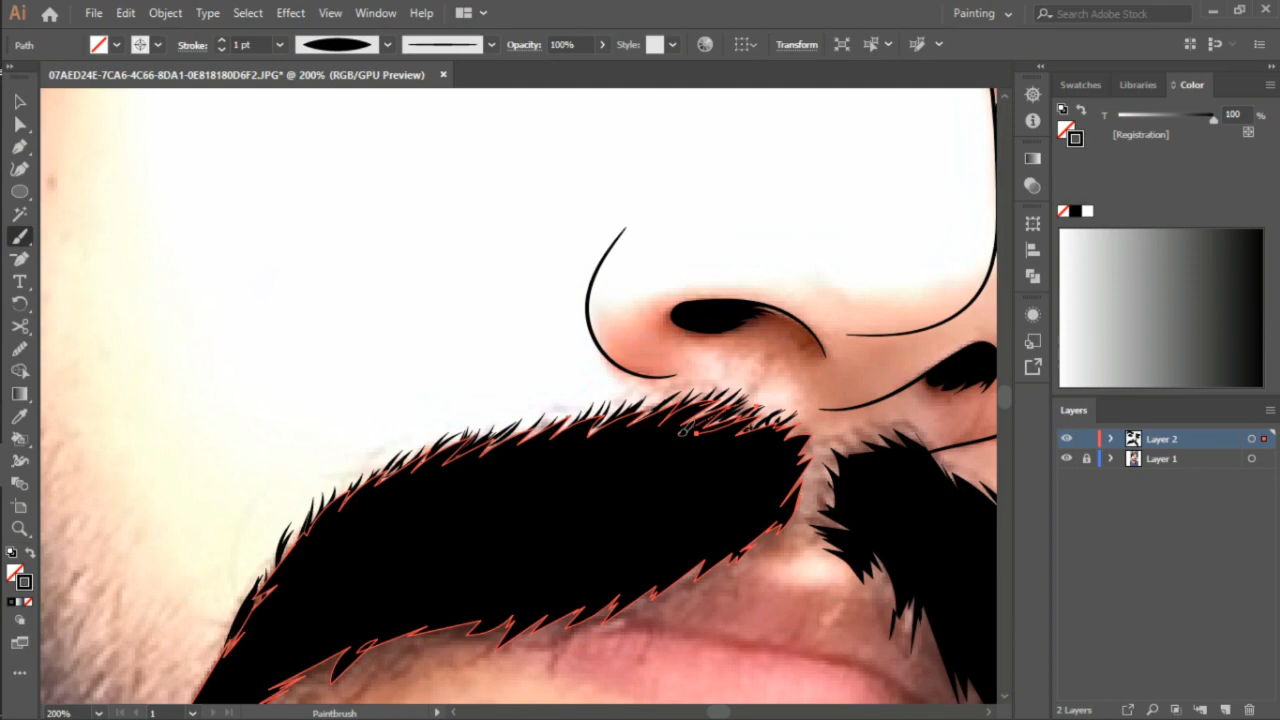 Ai File Edit Object Type Select Effect View Window Help Painting Search Adobe Stock
Path Stroke: 1 pt Opacity: 100% Style: Transform
07AED24E-7CA6-4C66-8DA1-0E818180D6F2.JPG* @ 200% (RGB/GPU Preview)
Swatches Libraries Color
T 100 %
[Registration]
Layers
Layer 2
Layer 1
200% 1 Paintbrush 2 Layers